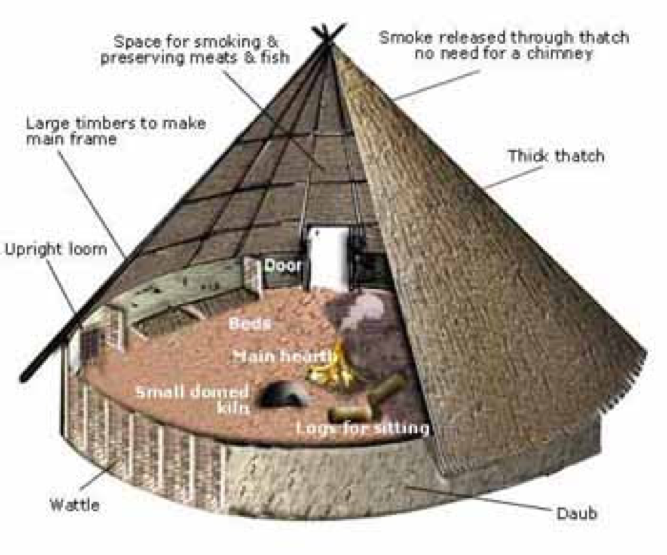 Space for smoking &
preserving meats & fish
Smoke released through thatch
no need for a chimney
Large timbers to make
main frame
Thick thatch
Upright loom
Door
Beds
Main hearth
Small domed
kiln
Logs for sitting
Wattle
Daub